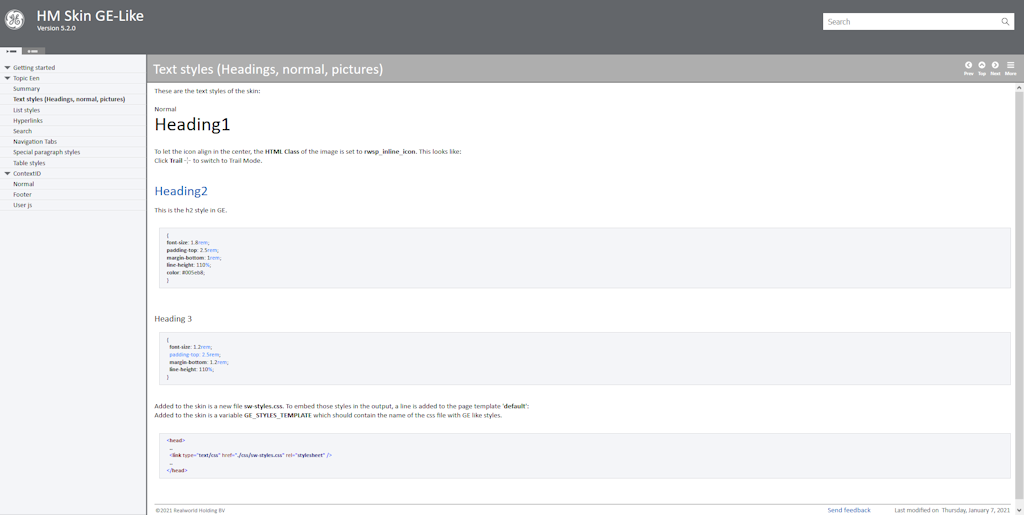 HM Skin GE-Like
Version 5.2.0
Search
Getting started
Topic Een
Summary
Text styles (Headings, normal, pictures)
List styles
Hyperlinks
Search
Navigation Tabs
Special paragraph styles
Table styles
ContextID
Normal
Footer
User js
Text styles (Headings, normal, pictures)
Prev Top Next More
These are the text styles of the skin:
Normal
Heading1
To let the icon align in the center, the HTML Class of the image is set to rwsp_inline_icon. This looks like:
Click Trail to switch to Trail Mode.
Heading2
This is the h2 style in GE.
{
font-size: 1.8rem;
padding-top: 2.5rem;
margin-bottom: 1rem;
line-height: 110%;
color: #005eb8;
}
Heading 3
{
font-size: 1.2rem;
padding-top: 2.5rem;
margin-bottom: 1.2rem;
line-height: 110%;
}
Added to the skin is a new file sw-styles.css. To embed those styles in the output, a line is added to the page template 'default':
Added to the skin is a variable GE_STYLES_TEMPLATE which should contain the name of the css file with GE like styles.
<head>
...
<link type="text/css" href="./css/sw-styles.css" rel="stylesheet" />
...
</head>
©2021 Realworld Holding BV
Send feedback
Last modified on Thursday, January 7, 2021